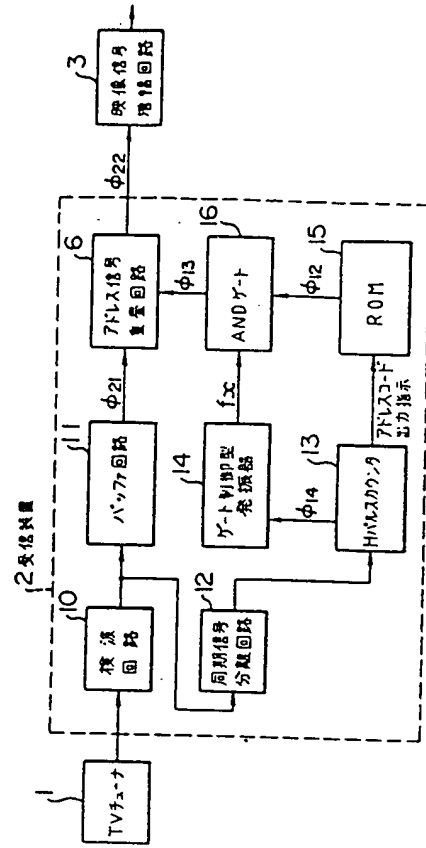 1
TVチューナ
2 受信装置
10
検波
回路
11
バッファ回路
φ21
6
アドレス信号
重畳回路
φ22
3
映像信号
増幅回路
12
同期信号
分離回路
14
ゲート制御型
発振器
fx
16
ANDゲート
φ13
φ14
13
Hパルスカウンタ
アドレスコード
出力指示
15
ROM
φ12